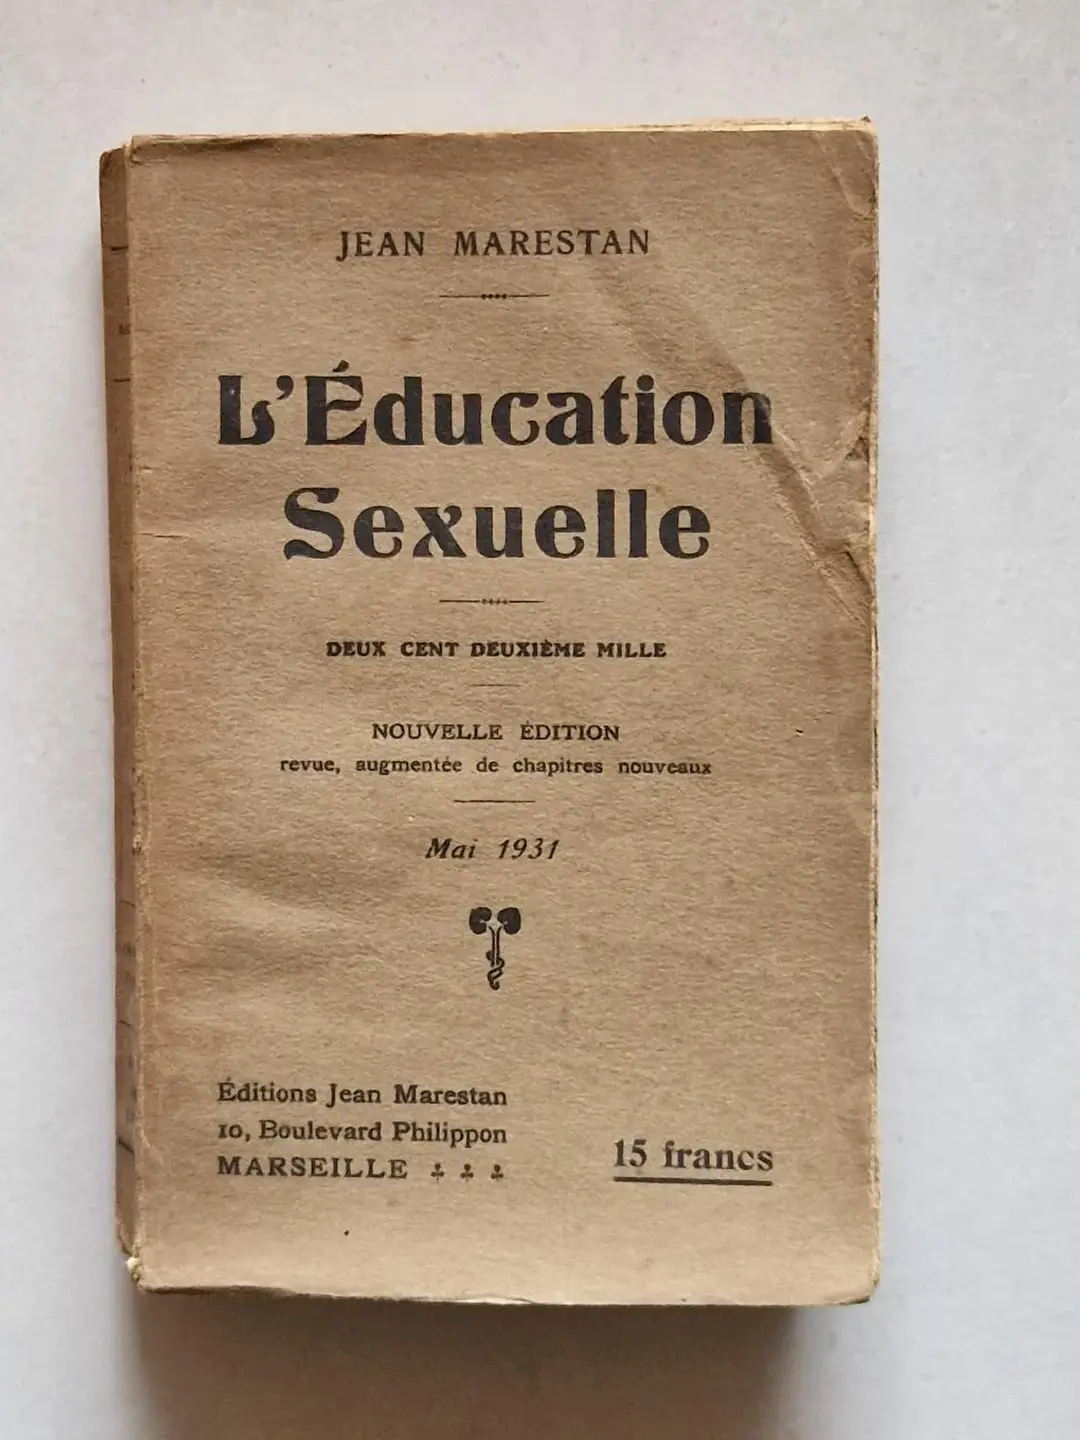 JEAN MARESTAN
L'Éducation
Sexuelle
DEUX CENT DEUXIÈME MILLE
NOUVELLE ÉDITION
revue, augmentée de chapitres nouveaux
Mai 1931
Éditions Jean Marestan
10, Boulevard Philippon
MARSEILLE
15 francs